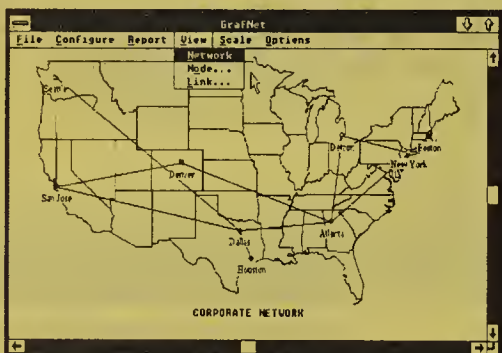 GrafNet
File Configure Report View Scale Options
Network
Node...
Link...
Detroit
Boston
New York
Denver
San Jose
Dallas
Atlanta
Houston
CORPORATE NETWORK